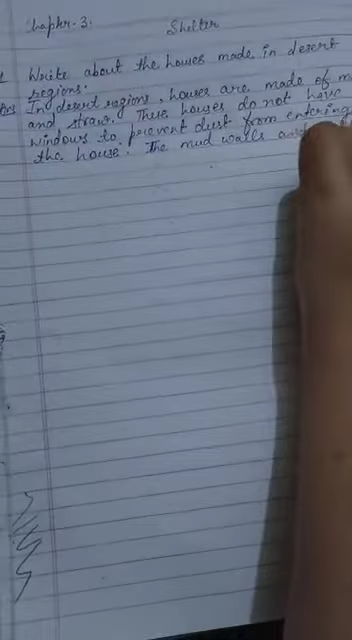 Chapter-3. Shelter
Write about the houses made in desert
regions.
Ans In desert regions, houses are made of
and straw. These houses do not have
windows to prevent dust from entering
the house. The mud walls